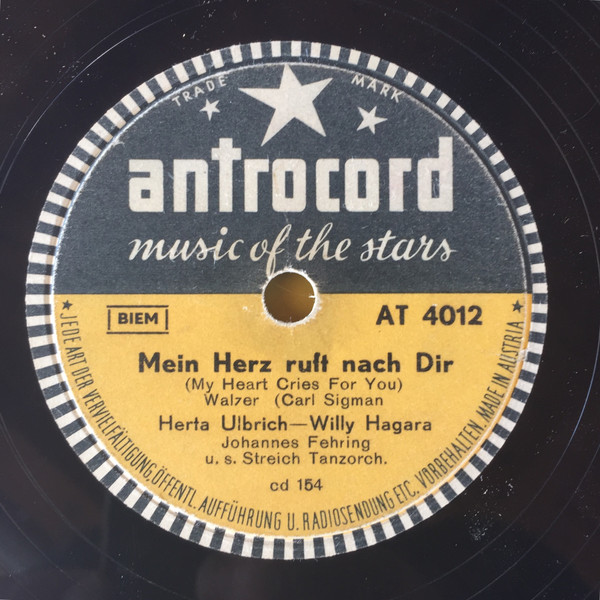 TRADE MARK
antrocord
music of the stars
BIEM
AT 4012
Mein Herz ruft nach Dir
(My Heart Cries For You)
Walzer (Carl Sigman
Herta Ulbrich—Willy Hagara
Johannes Fehring
u. s. Streich Tanzorch.
cd 154
★ JEDE ART DER VERVIELFÄLTIGUNG, ÖFFENTL. AUFFÜHRUNG U. RADIOSENDUNG ETC. VORBEHALTEN. MADE IN AUSTRIA ★